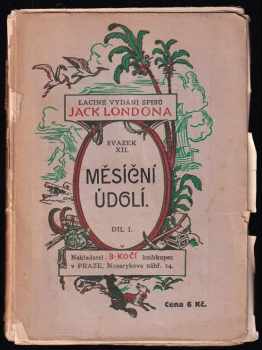 LACINÉ VYDÁNÍ SPISŮ
JACK LONDONA
SVAZEK
XII.
MĚSÍČNÍ
ÚDOLÍ.
DÍL I.
Nakladatel B. KOČÍ knihkupec
v PRAZE, Masarykovo nábř. 14.
Cena 6 Kč.